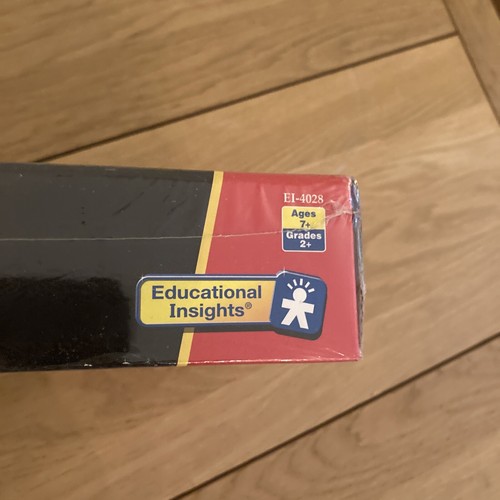 EI-4028
Ages
7+
Grades
2+
Educational
Insights®